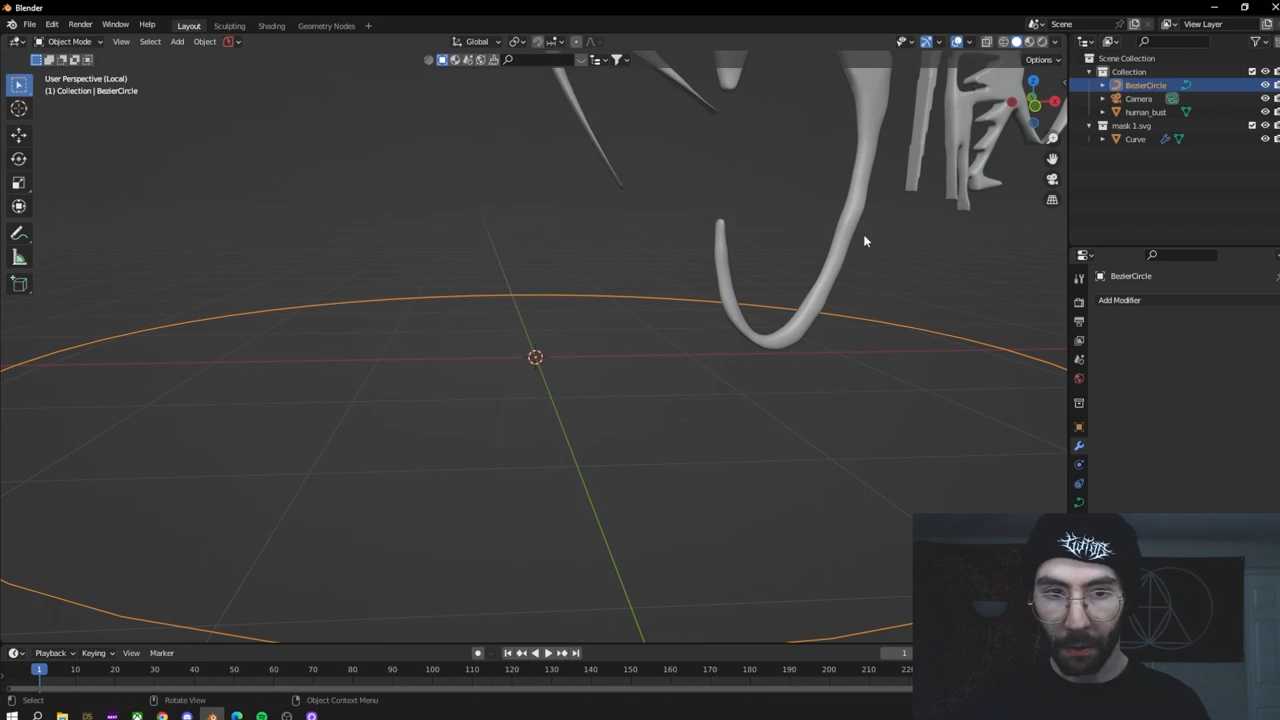 Blender
File Edit Render Window Help Layout Sculpting Shading Geometry Nodes + Scene View Layer
Object Mode View Select Add Object Global
Options
User Perspective (Local)
(1) Collection | BezierCircle
Scene Collection
Collection
BezierCircle
Camera
human_bust
mask 1.svg
Curve
Z
X
BezierCircle
Add Modifier
Playback Keying View Marker 1
1 10 20 30 40 50 60 70 80 90 100 110 120 130 140 150 160 170 180 190 200 210 220
Select Rotate View Object Context Menu